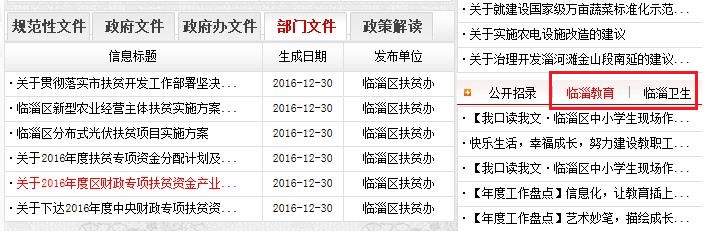 规范性文件 政府文件 政府办文件 部门文件 政策解读
信息标题 生成日期 发布单位
·关于贯彻落实市扶贫开发工作部署坚决... 2016-12-30 临淄区扶贫办
·临淄区新型农业经营主体扶贫实施方案... 2016-12-30 临淄区扶贫办
·临淄区分布式光伏扶贫项目实施方案 2016-12-30 临淄区扶贫办
·关于2016年度扶贫专项资金分配计划及... 2016-12-30 临淄区扶贫办
·关于2016年度区财政专项扶贫资金产业... 2016-12-30 临淄区扶贫办
·关于下达2016年度中央财政专项扶贫资... 2016-12-30 临淄区扶贫办
·关于就建设国家级万亩蔬菜标准化示范...
·关于实施农电设施改造的建议
·关于治理开发淄河滩金山段南延的建议...
公开招录 临淄教育 临淄卫生
·【我口读我文·临淄区中小学生现场作...
·快乐生活，幸福成长，努力建设教职工...
·【我口读我文·临淄区中小学生现场作...
·【年度工作盘点】信息化，让教育插上...
·【年度工作盘点】艺术妙笔，描绘成长...